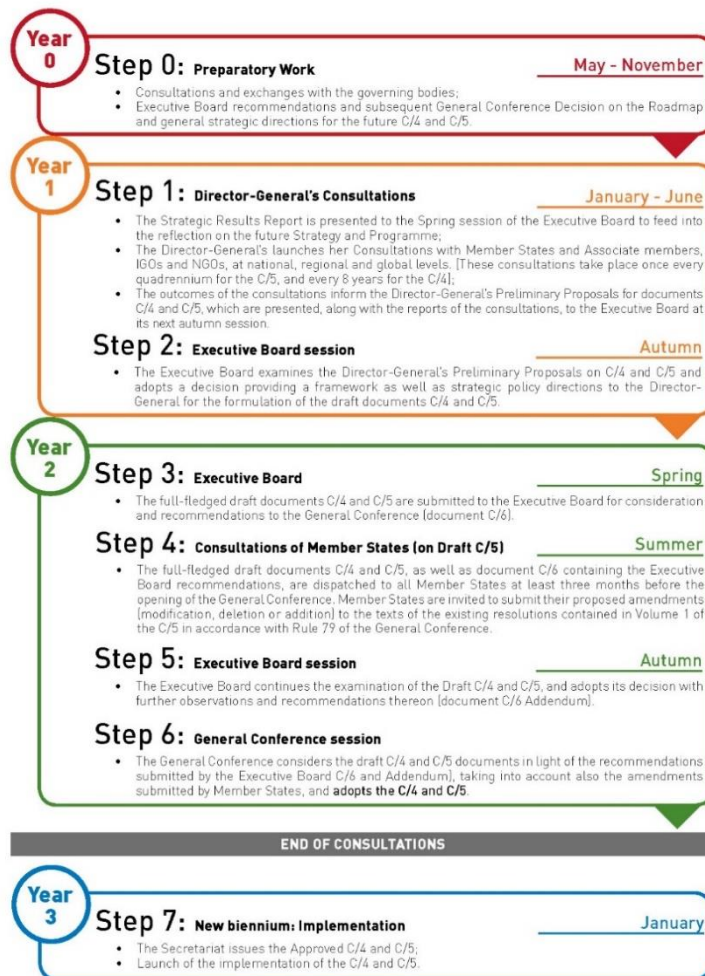 Year
0
Step 0: Preparatory Work
May - November
• Consultations and exchanges with the governing bodies;
• Executive Board recommendations and subsequent General Conference Decision on the Roadmap
and general strategic directions for the future C/4 and C/5.
Year
1
Step 1: Director-General's Consultations
January - June
• The Strategic Results Report is presented to the Spring session of the Executive Board to feed into
the reflection on the future Strategy and Programme;
• The Director-General's launches her Consultations with Member States and Associate members,
IGOs and NGOs, at national, regional and global levels. [These consultations take place once every
quadrennium for the C/5, and every 8 years for the C/4];
• The outcomes of the consultations inform the Director-General's Preliminary Proposals for documents
C/4 and C/5, which are presented, along with the reports of the consultations, to the Executive Board at
its next autumn session.
Step 2: Executive Board session
Autumn
• The Executive Board examines the Director-General's Preliminary Proposals on C/4 and C/5 and
adopts a decision providing a framework as well as strategic policy directions to the Director-
General for the formulation of the draft documents C/4 and C/5.
Year
2
Step 3: Executive Board
Spring
• The full-fledged draft documents C/4 and C/5 are submitted to the Executive Board for consideration
and recommendations to the General Conference (document C/6).
Step 4: Consultations of Member States (on Draft C/5)
Summer
• The full-fledged draft documents C/4 and C/5, as well as document C/6 containing the Executive
Board recommendations, are dispatched to all Member States at least three months before the
opening of the General Conference. Member States are invited to submit their proposed amendments
(modification, deletion or addition) to the texts of the existing resolutions contained in Volume 1 of
the C/5 in accordance with Rule 79 of the General Conference.
Step 5: Executive Board session
Autumn
• The Executive Board continues the examination of the Draft C/4 and C/5, and adopts its decision with
further observations and recommendations thereon (document C/6 Addendum).
Step 6: General Conference session
• The General Conference considers the draft C/4 and C/5 documents in light of the recommendations
submitted by the Executive Board C/6 and Addendum), taking into account also the amendments
submitted by Member States, and adopts the C/4 and C/5.
END OF CONSULTATIONS
Year
3
Step 7: New biennium: Implementation
January
• The Secretariat issues the Approved C/4 and C/5;
• Launch of the implementation of the C/4 and C/5.